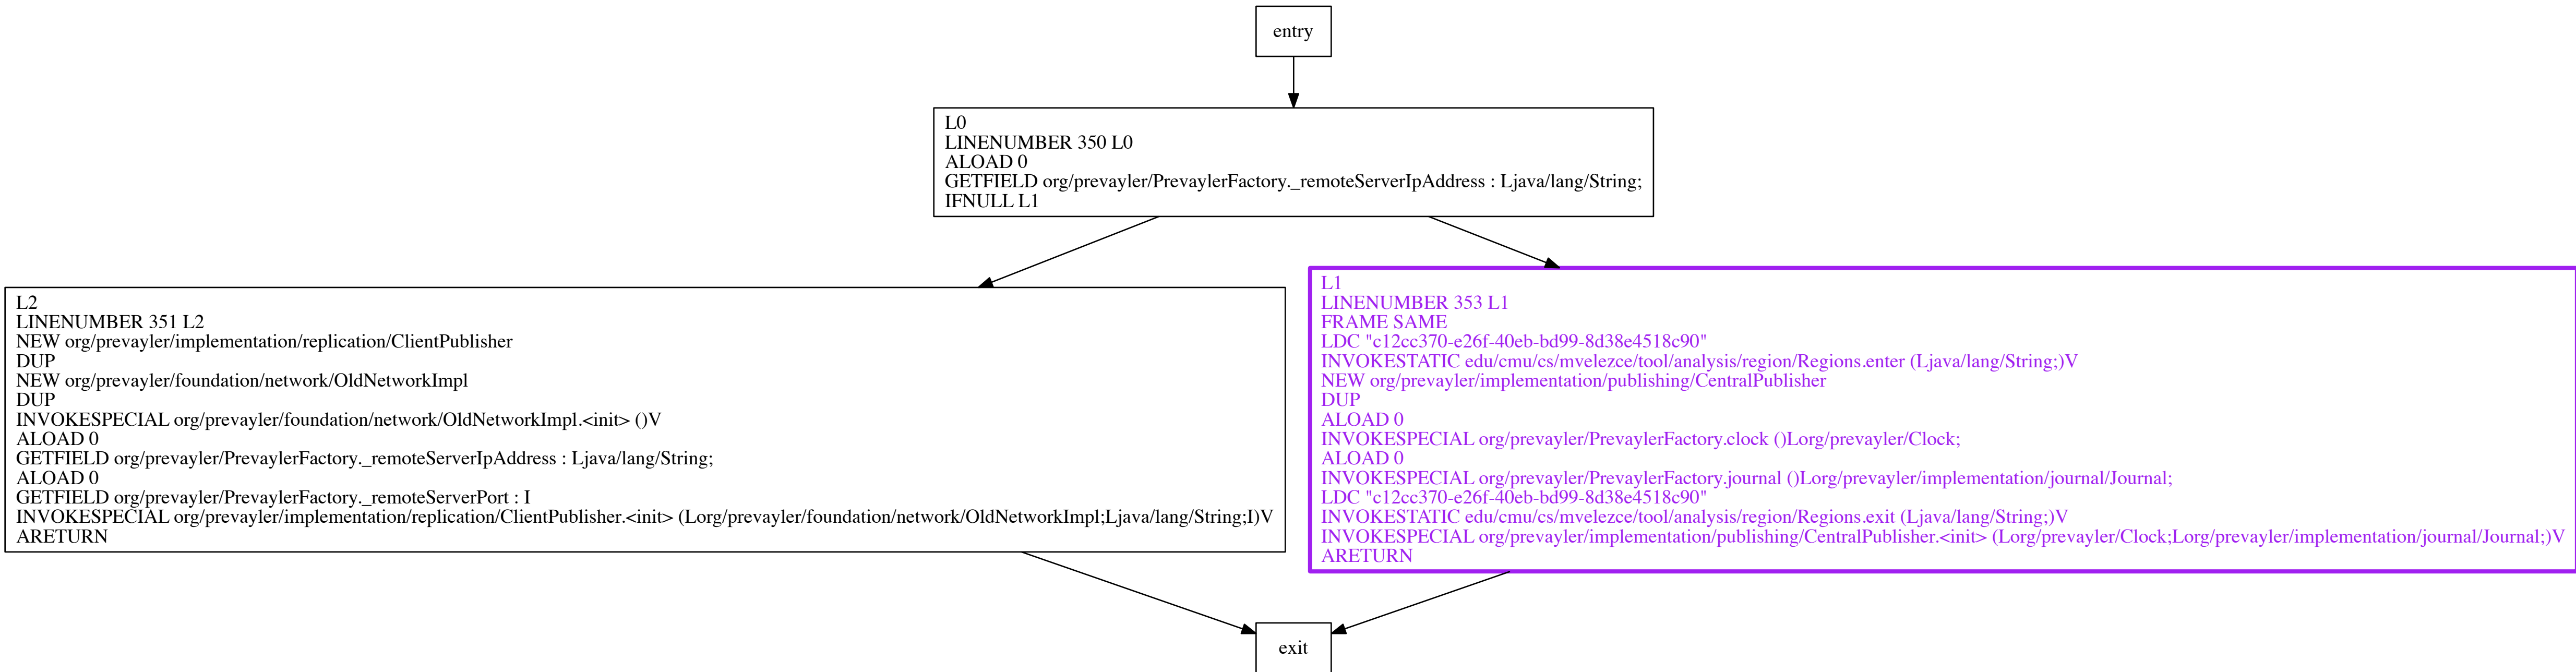 entry
L0
LINENUMBER 350 L0
ALOAD 0
GETFIELD org/prevayler/PrevaylerFactory._remoteServerIpAddress : Ljava/lang/String;
IFNULL L1
L2
LINENUMBER 351 L2
NEW org/prevayler/implementation/replication/ClientPublisher
DUP
NEW org/prevayler/foundation/network/OldNetworkImpl
DUP
INVOKESPECIAL org/prevayler/foundation/network/OldNetworkImpl.<init> ()V
ALOAD 0
GETFIELD org/prevayler/PrevaylerFactory._remoteServerIpAddress : Ljava/lang/String;
ALOAD 0
GETFIELD org/prevayler/PrevaylerFactory._remoteServerPort : I
INVOKESPECIAL org/prevayler/implementation/replication/ClientPublisher.<init> (Lorg/prevayler/foundation/network/OldNetworkImpl;Ljava/lang/String;I)V
ARETURN
L1
LINENUMBER 353 L1
FRAME SAME
LDC "c12cc370-e26f-40eb-bd99-8d38e4518c90"
INVOKESTATIC edu/cmu/cs/mvelezce/tool/analysis/region/Regions.enter (Ljava/lang/String;)V
NEW org/prevayler/implementation/publishing/CentralPublisher
DUP
ALOAD 0
INVOKESPECIAL org/prevayler/PrevaylerFactory.clock ()Lorg/prevayler/Clock;
ALOAD 0
INVOKESPECIAL org/prevayler/PrevaylerFactory.journal ()Lorg/prevayler/implementation/journal/Journal;
LDC "c12cc370-e26f-40eb-bd99-8d38e4518c90"
INVOKESTATIC edu/cmu/cs/mvelezce/tool/analysis/region/Regions.exit (Ljava/lang/String;)V
INVOKESPECIAL org/prevayler/implementation/publishing/CentralPublisher.<init> (Lorg/prevayler/Clock;Lorg/prevayler/implementation/journal/Journal;)V
ARETURN
exit